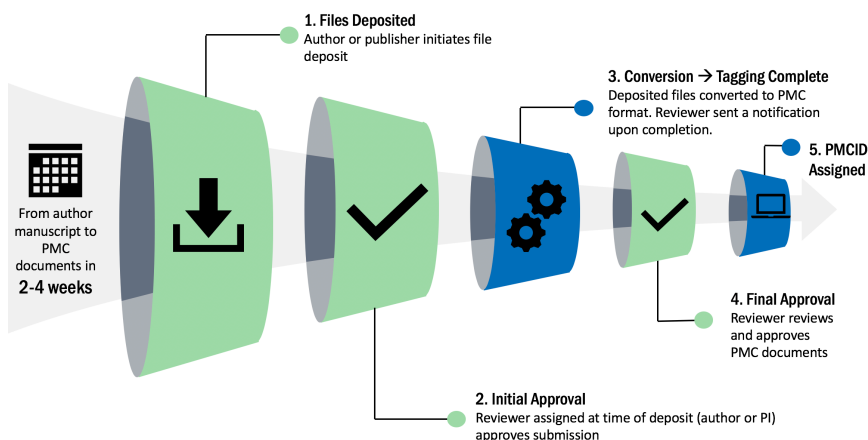 1. Files Deposited
Author or publisher initiates file
deposit
3. Conversion → Tagging Complete
Deposited files converted to PMC
format. Reviewer sent a notification
upon completion.
5. PMCID
Assigned
From author
manuscript to
PMC
documents in
2-4 weeks
4. Final Approval
Reviewer reviews
and approves
PMC documents
2. Initial Approval
Reviewer assigned at time of deposit (author or PI)
approves submission